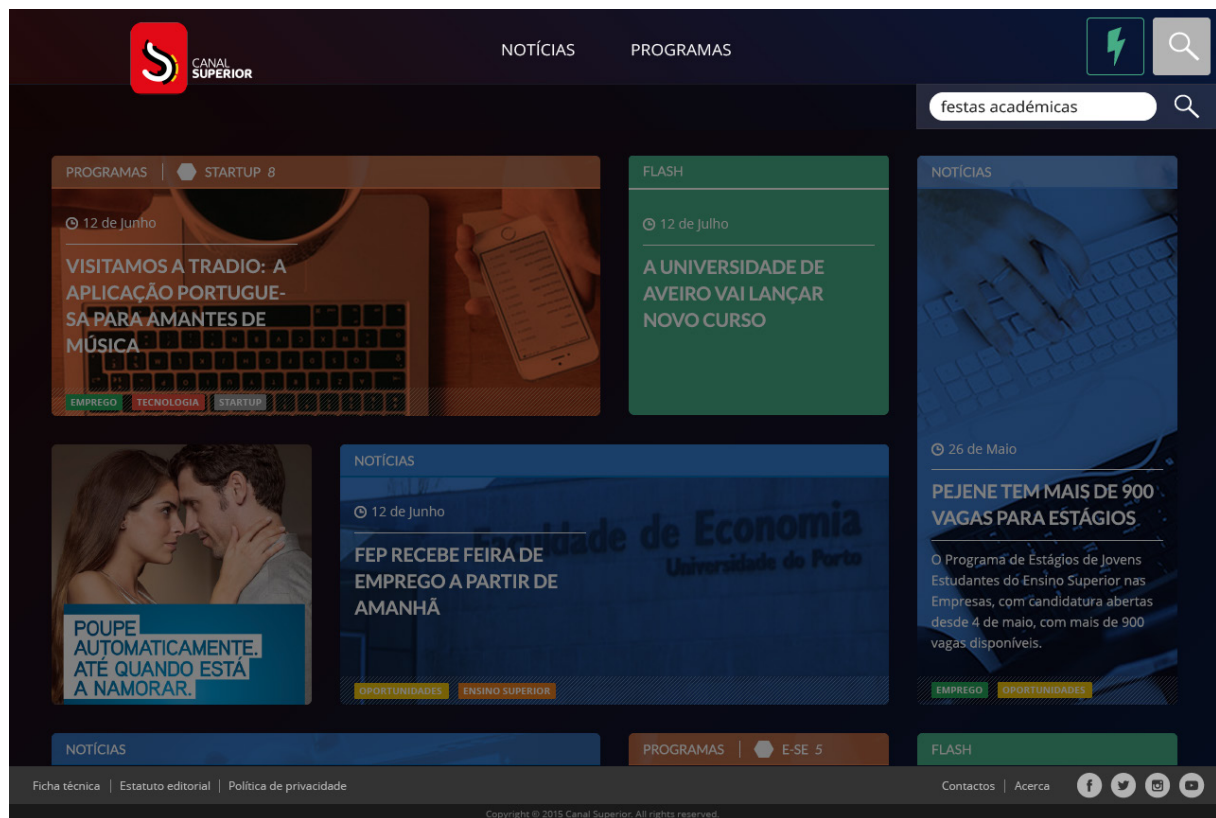 CANAL
SUPERIOR
NOTÍCIAS
PROGRAMAS
festas académicas
PROGRAMAS | STARTUP 8
12 de Junho
VISITAMOS A TRADIO: A
APLICAÇÃO PORTUGUE-
SA PARA AMANTES DE
MÚSICA
EMPREGO TECNOLOGIA STARTUP
FLASH
12 de Julho
A UNIVERSIDADE DE
AVEIRO VAI LANÇAR
NOVO CURSO
NOTÍCIAS
26 de Maio
PEJENE TEM MAIS DE 900
VAGAS PARA ESTÁGIOS
O Programa de Estágios de Jovens
Estudantes do Ensino Superior nas
Empresas, com candidatura abertas
desde 4 de maio, com mais de 900
vagas disponíveis.
EMPREGO OPORTUNIDADES
POUPE
AUTOMATICAMENTE.
ATÉ QUANDO ESTÁ
A NAMORAR.
NOTÍCIAS
12 de Junho
FEP RECEBE FEIRA DE
EMPREGO A PARTIR DE
AMANHÃ
Faculdade de Economia
Universidade do Porto
OPORTUNIDADES ENSINO SUPERIOR
NOTÍCIAS
PROGRAMAS | E-SE 5
FLASH
Ficha técnica | Estatuto editorial | Política de privacidade
Contactos | Acerca
Copyright © 2015 Canal Superior. All rights reserved.